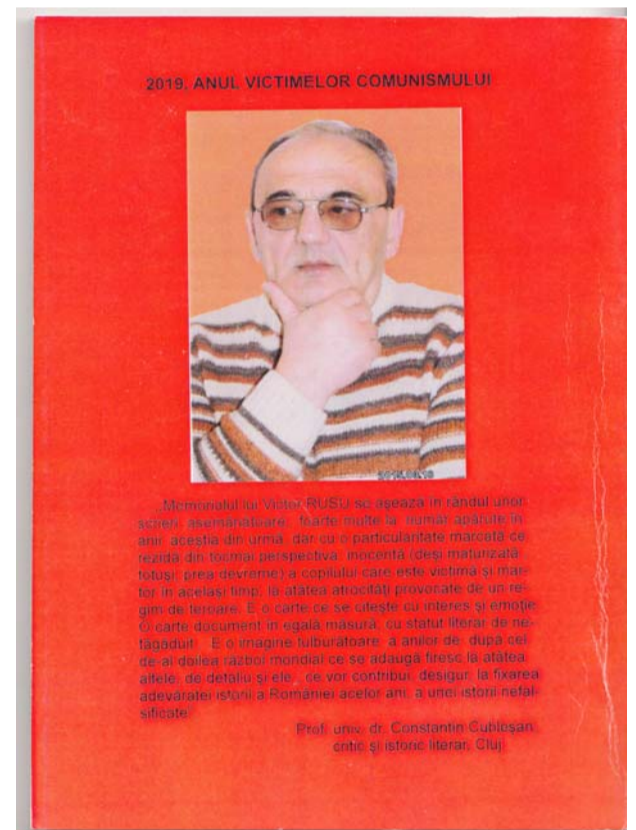 2019. ANUL VICTIMELOR COMUNISMULUI
„Memorialul lui Victor RUSU se așează în rândul unor
scrieri asemănătoare, foarte multe la număr apărute în
anii aceștia din urmă, dar cu o particularitate marcată ce
rezidă din tocmai perspectiva, inocentă (deși maturizată,
totuși, prea devreme) a copilului care este victimă și mar-
tor în același timp, la atâtea atrocități provocate de un re-
gim de teroare. E o carte ce se citește cu interes și emoție.
O carte document în egală măsură, cu statut literar de ne-
tăgăduit. E o imagine tulburătoare, a anilor de, după cel
de-al doilea război mondial ce se adaugă firesc la atâtea
altele, de detaliu și ele, ce vor contribui, desigur, la fixarea
adevăratei istorii a României acelor ani, a unei istorii nefal-
sificate”
Prof. univ. dr. Constantin Cubleșan
critic și istoric literar, Cluj